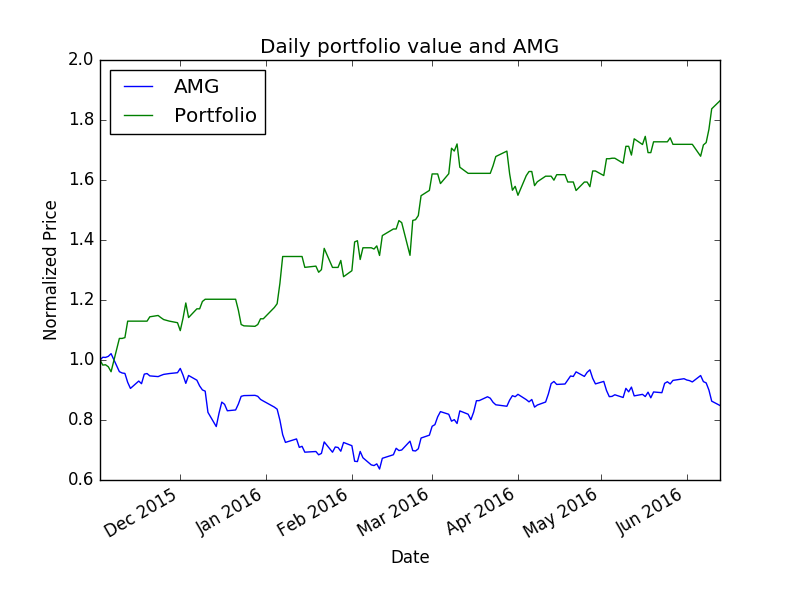 Daily portfolio value and AMG
2.0
1.8
1.6
1.4
1.2
1.0
0.8
0.6
Normalized Price
AMG
Portfolio
Dec 2015
Jan 2016
Feb 2016
Mar 2016
Apr 2016
May 2016
Jun 2016
Date